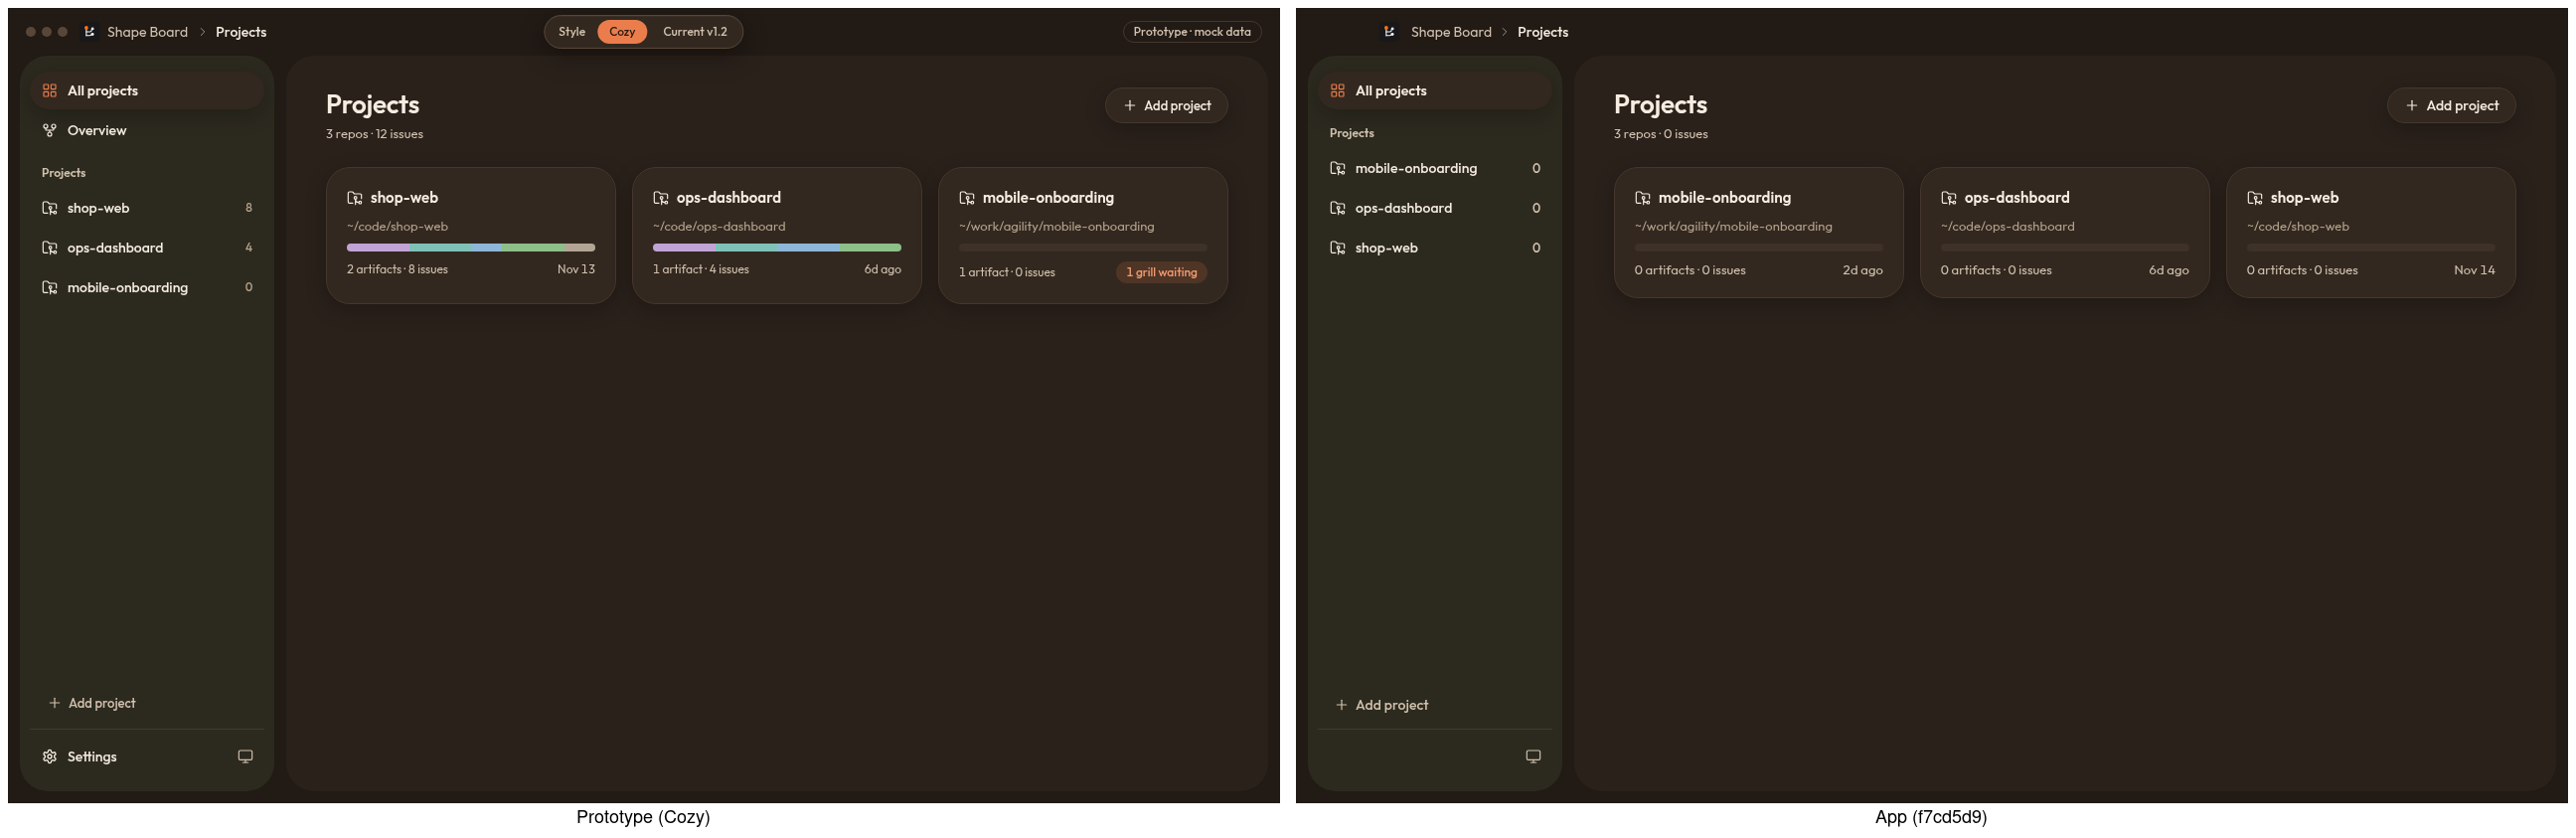 Shape Board > Projects
Style Cozy Current v1.2
Prototype · mock data
All projects
Overview
Projects
shop-web 8
ops-dashboard 4
mobile-onboarding 0
Add project
Settings
Projects
3 repos · 12 issues
Add project
shop-web
~/code/shop-web
2 artifacts · 8 issues Nov 13
ops-dashboard
~/code/ops-dashboard
1 artifact · 4 issues 6d ago
mobile-onboarding
~/work/agility/mobile-onboarding
1 artifact · 0 issues 1 grill waiting
Prototype (Cozy)
Shape Board > Projects
All projects
Projects
mobile-onboarding 0
ops-dashboard 0
shop-web 0
Add project
Projects
3 repos · 0 issues
Add project
mobile-onboarding
~/work/agility/mobile-onboarding
0 artifacts · 0 issues 2d ago
ops-dashboard
~/code/ops-dashboard
0 artifacts · 0 issues 6d ago
shop-web
~/code/shop-web
0 artifacts · 0 issues Nov 14
App (f7cd5d9)